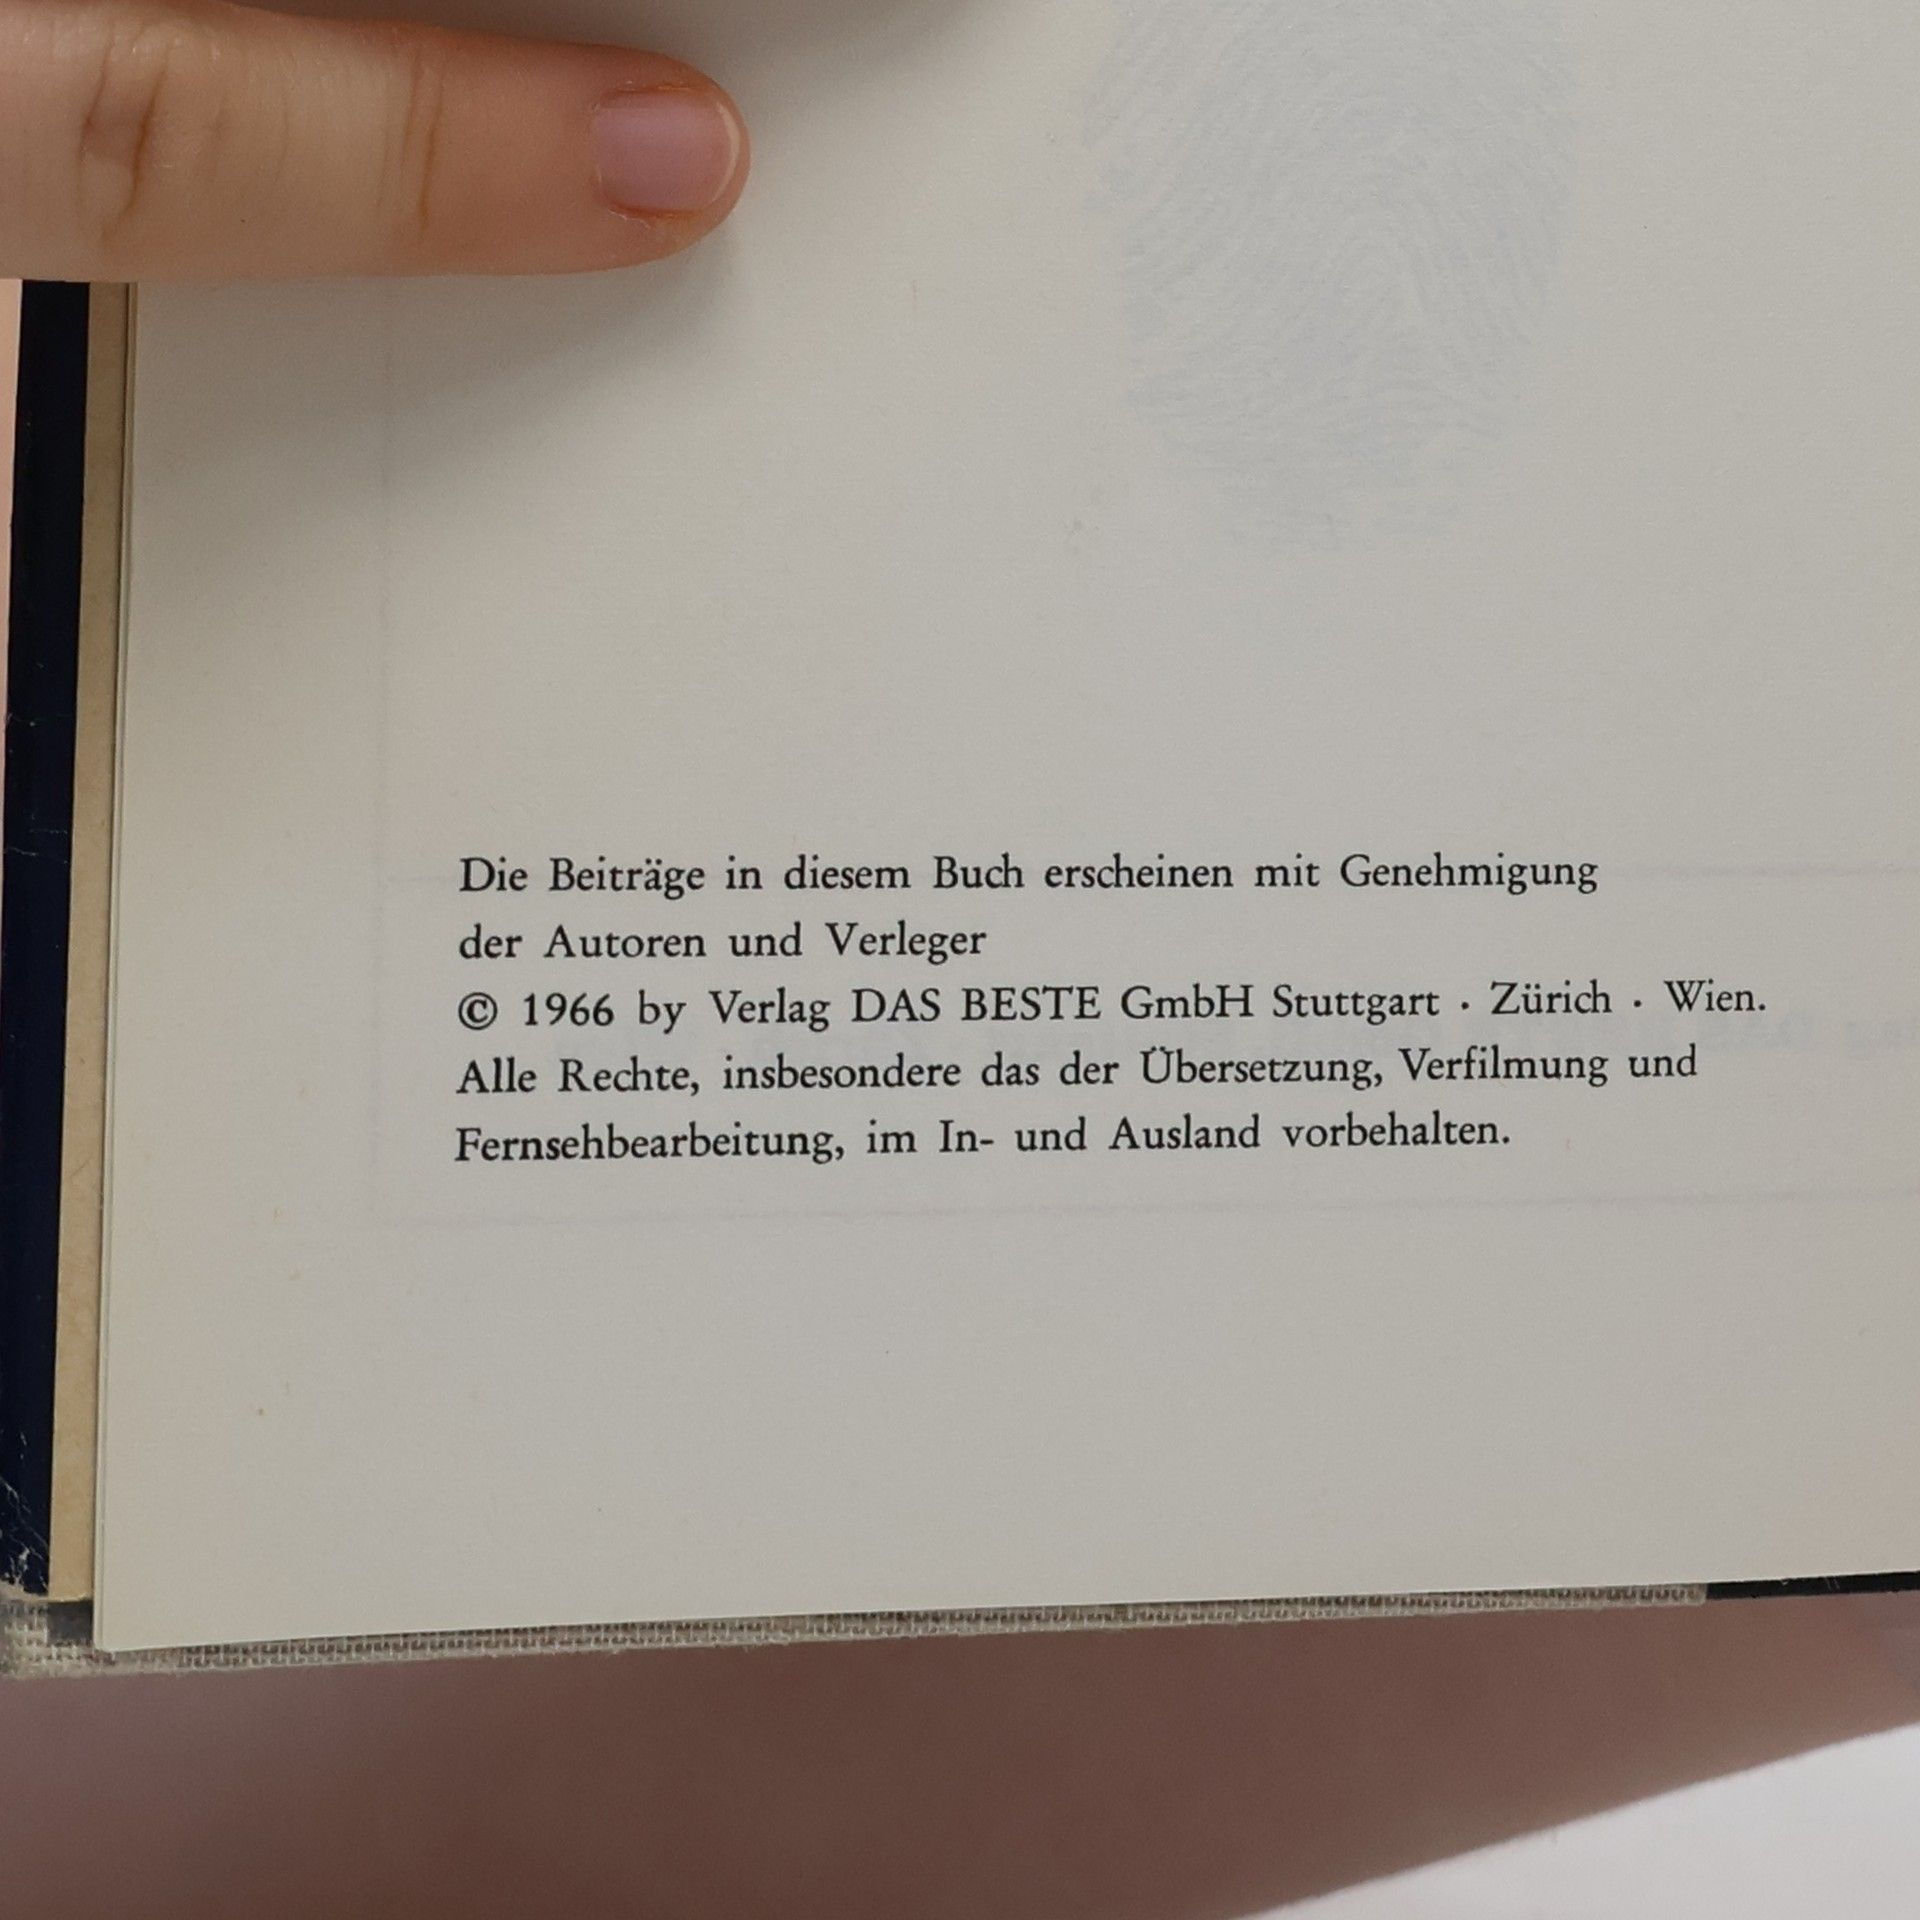 Die Beiträge in diesem Buch erscheinen mit Genehmigung
der Autoren und Verleger
© 1966 by Verlag DAS BESTE GmbH Stuttgart · Zürich · Wien.
Alle Rechte, insbesondere das der Übersetzung, Verfilmung und
Fernsehbearbeitung, im In- und Ausland vorbehalten.